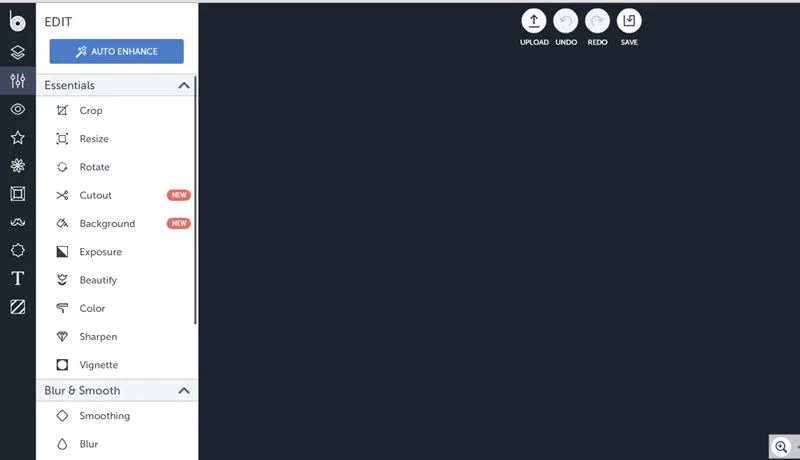 EDIT
AUTO ENHANCE
Essentials
Crop
Resize
Rotate
Cutout NEW
Background NEW
Exposure
Beautify
Color
Sharpen
Vignette
Blur & Smooth
Smoothing
Blur
T
UPLOAD UNDO REDO SAVE